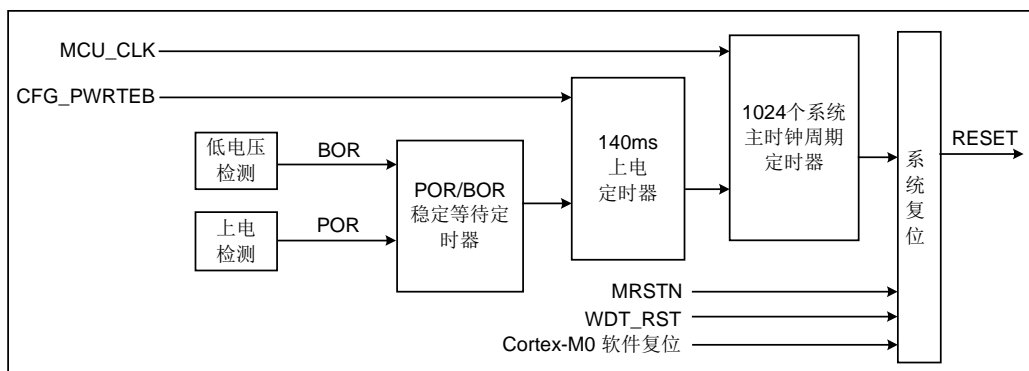 MCU_CLK
CFG_PWRTEB
低电压
检测
BOR
上电
检测
POR
POR/BOR
稳定等待定
时器
140ms
上电
定时器
1024个系统
主时钟周期
定时器
系
统
复
位
RESET
MRSTN
WDT_RST
Cortex-M0 软件复位